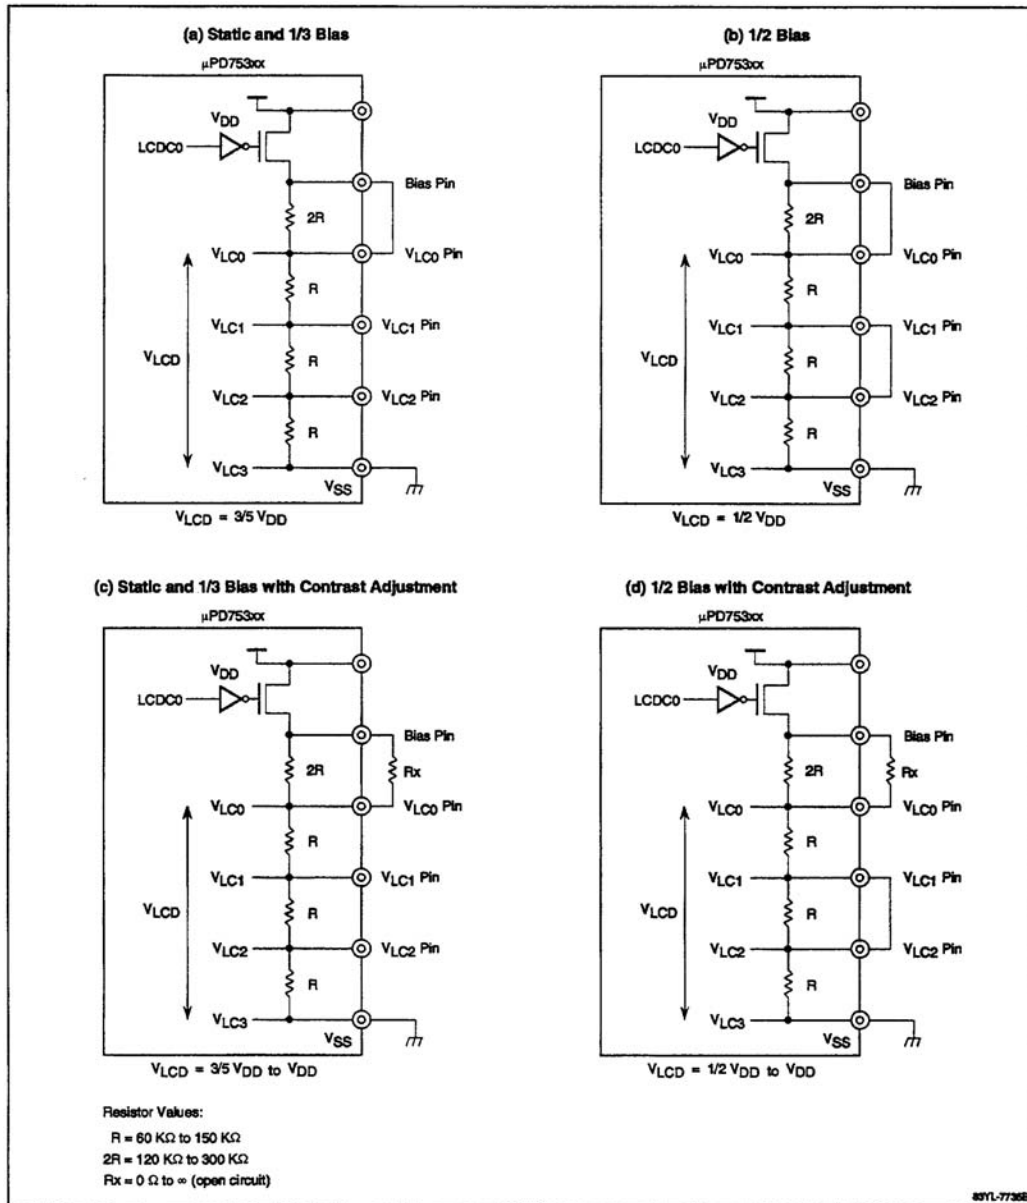 (a) Static and 1/3 Bias
μPD753xx
VDD
LCDC0
Bias Pin
2R
VLC0
VLC0 Pin
R
VLC1
VLC1 Pin
VLCD
R
VLC2
VLC2 Pin
R
VLC3
VSS
VLCD = 3/5 VDD
(b) 1/2 Bias
μPD753xx
VDD
LCDC0
Bias Pin
2R
VLC0
VLC0 Pin
R
VLC1
VLC1 Pin
VLCD
R
VLC2
VLC2 Pin
R
VLC3
VSS
VLCD = 1/2 VDD
(c) Static and 1/3 Bias with Contrast Adjustment
μPD753xx
VDD
LCDC0
Bias Pin
2R
Rx
VLC0
VLC0 Pin
R
VLC1
VLC1 Pin
VLCD
R
VLC2
VLC2 Pin
R
VLC3
VSS
VLCD = 3/5 VDD to VDD
(d) 1/2 Bias with Contrast Adjustment
μPD753xx
VDD
LCDC0
Bias Pin
2R
Rx
VLC0
VLC0 Pin
R
VLC1
VLC1 Pin
VLCD
R
VLC2
VLC2 Pin
R
VLC3
VSS
VLCD = 1/2 VDD to VDD
Resistor Values:
R = 60 KΩ to 150 KΩ
2R = 120 KΩ to 300 KΩ
Rx = 0 Ω to ∞ (open circuit)
83YL-7735B